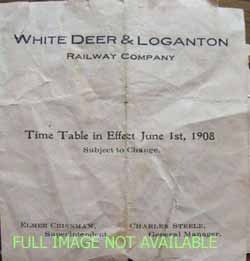 WHITE DEER & LOGANTON
RAILWAY COMPANY
Time Table in Effect June 1st, 1908
Subject to Change.
ELMER CHIENMAN, CHARLES STEELE,
Superintendent General Manager.
FULL IMAGE NOT AVAILABLE